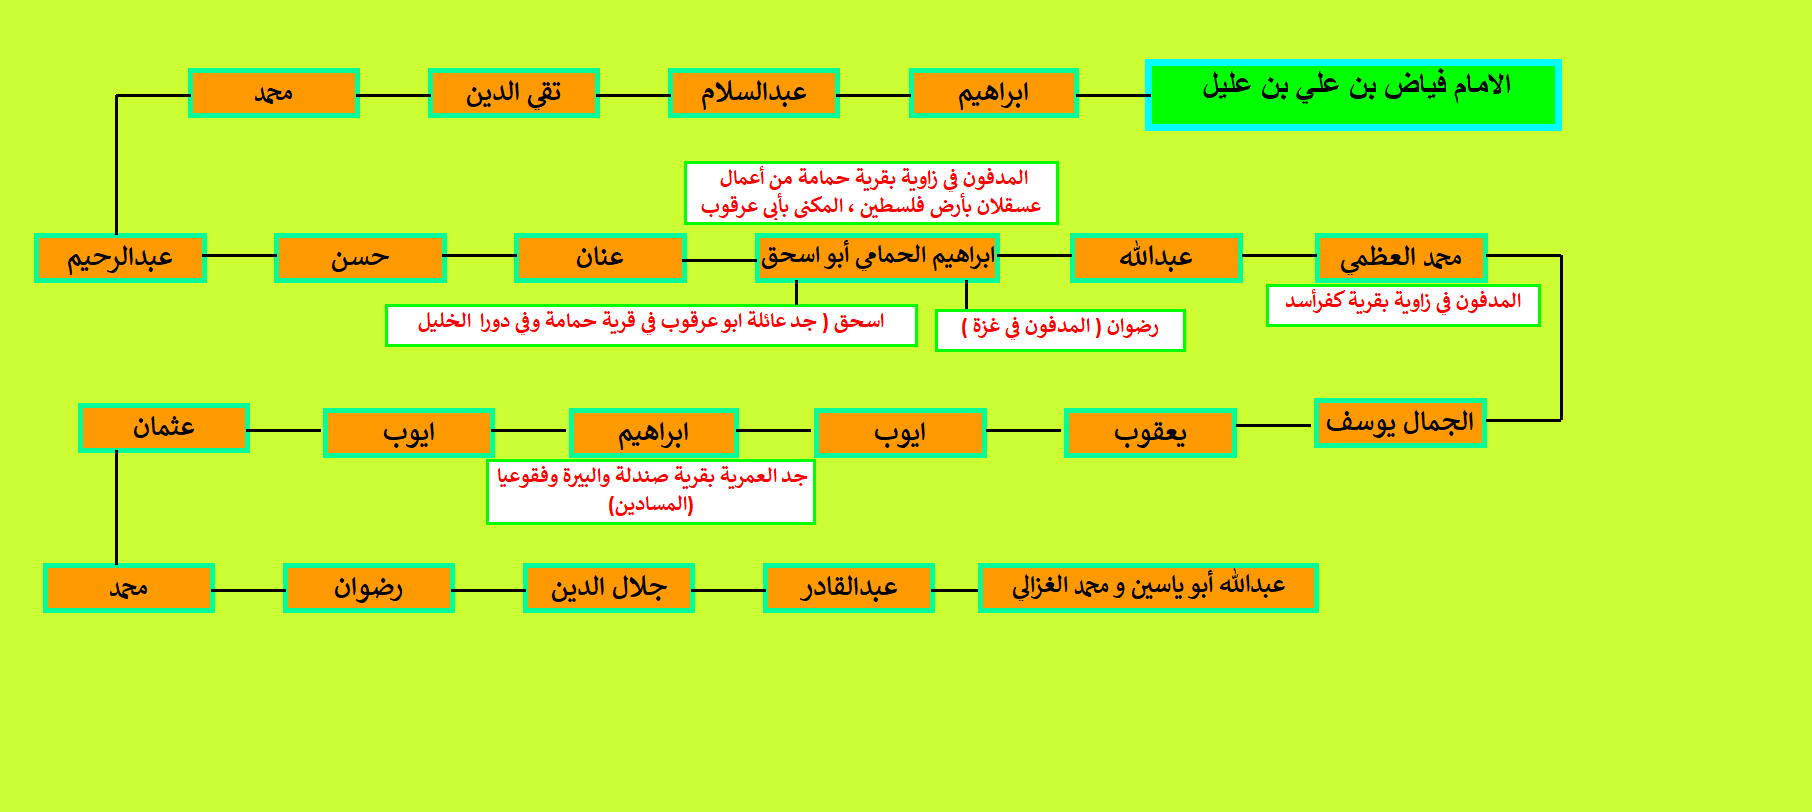 الامام فياض بن علي بن عليل
ابراهيم
عبدالسلام
تقي الدين
محمد
المدفون في زاوية بقرية حمامة من أعمال
عسقلان بأرض فلسطين ، المكنى بأبي عرقوب
محمد العظمي
عبدالله
ابراهيم الحمامي أبو اسحق
عنان
حسن
عبدالرحيم
المدفون في زاوية بقرية كفرأسد
رضوان ( المدفون في غزة )
اسحق ( جد عائلة ابو عرقوب في قرية حمامة وفي دورا الخليل
الجمال يوسف
يعقوب
ايوب
ابراهيم
ايوب
عثمان
جد العمرية بقرية صندلة والبيرة وفقوعيا
(المسادين)
عبدالله أبو ياسين و محمد الغزالي
عبدالقادر
جلال الدين
رضوان
محمد